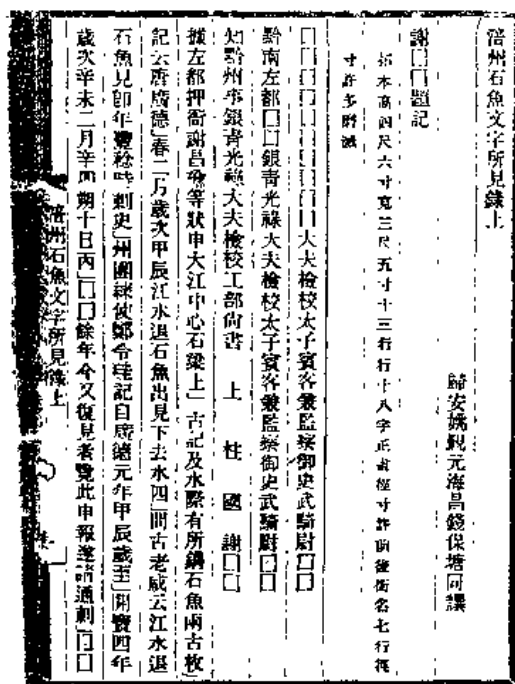 涪州石魚文字所見錄上
歸安姚覲元海昌錢保塘同譔
謝□□題記
拓本高四尺六寸寬三尺五寸十三行行十八字正書徑寸許前後銜名七行徑
寸許多磨滅
□□□□□□□□□□大夫檢校太子賓客兼監察御史武騎尉□□
黔南左都□□銀青光祿大夫檢校太子賓客兼監察御史武騎尉□□
知黔州事銀青光祿大夫檢校工部尚書 上 柱 國 謝□□
據左都押衙謝昌瑜等狀申大江中心石梁上」古記及水際有所鐫石魚兩古枚」
記云唐廣德」春二月歲次甲辰江水退石魚出見下去水四」問古老咸云江水退
石魚見即年豐稔時刺史」州團練使鄭令珪記自廣德元年甲辰歲至」開寶四年
歲次辛未二月辛卯朔十日丙」□□餘年今又復見者覽此申報遂請通判」□□
涪州石魚文字所見錄上